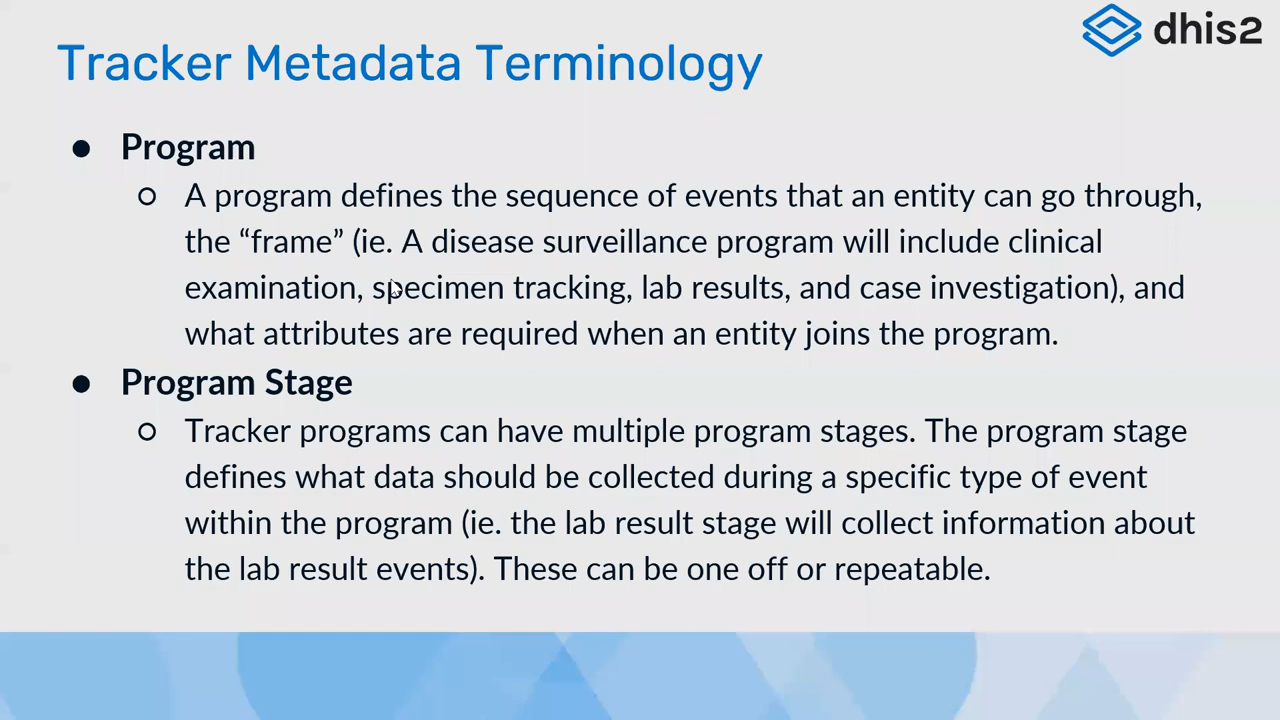 dhis2
Tracker Metadata Terminology
● Program
○ A program defines the sequence of events that an entity can go through,
the “frame” (ie. A disease surveillance program will include clinical
examination, specimen tracking, lab results, and case investigation), and
what attributes are required when an entity joins the program.
● Program Stage
○ Tracker programs can have multiple program stages. The program stage
defines what data should be collected during a specific type of event
within the program (ie. the lab result stage will collect information about
the lab result events). These can be one off or repeatable.